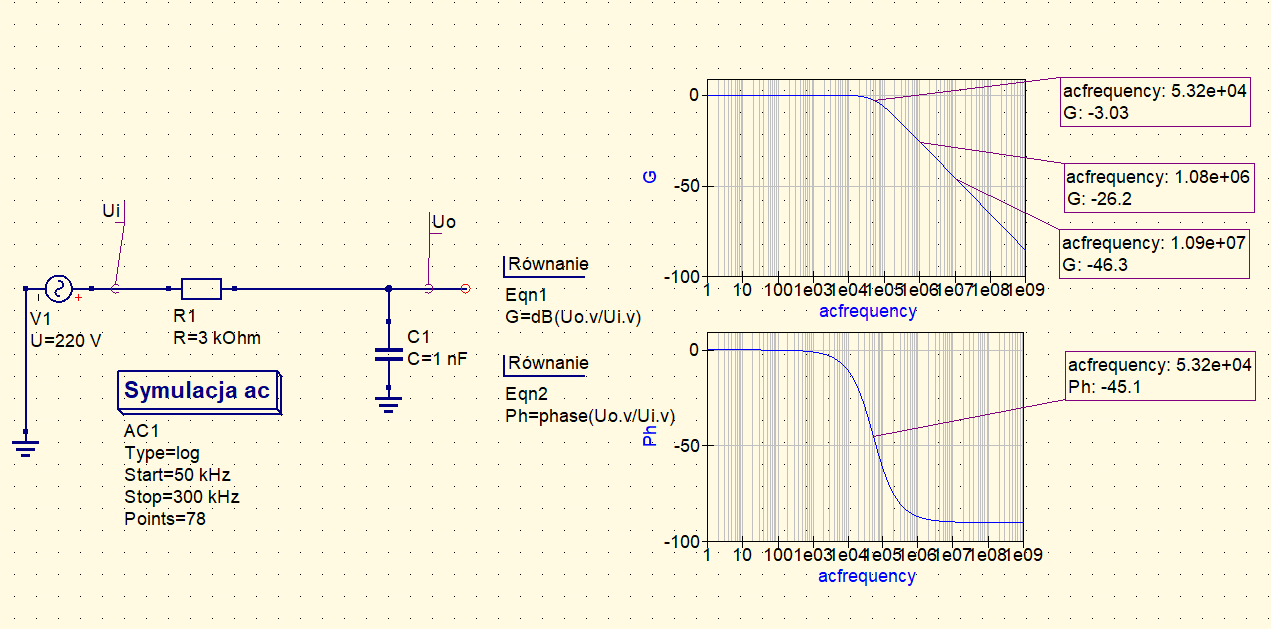 Ui
Uo
V1
U=220 V
R1
R=3 kOhm
C1
C=1 nF
Symulacja ac
AC1
Type=log
Start=50 kHz
Stop=300 kHz
Points=78
Równanie
Eqn1
G=dB(Uo.v/Ui.v)
Równanie
Eqn2
Ph=phase(Uo.v/Ui.v)
G
0
-50
-100
1 10 100 1e03 1e04 1e05 1e06 1e07 1e08 1e09
acfrequency
acfrequency: 5.32e+04
G: -3.03
acfrequency: 1.08e+06
G: -26.2
acfrequency: 1.09e+07
G: -46.3
Ph
0
-50
-100
1 10 100 1e03 1e04 1e05 1e06 1e07 1e08 1e09
acfrequency
acfrequency: 5.32e+04
Ph: -45.1